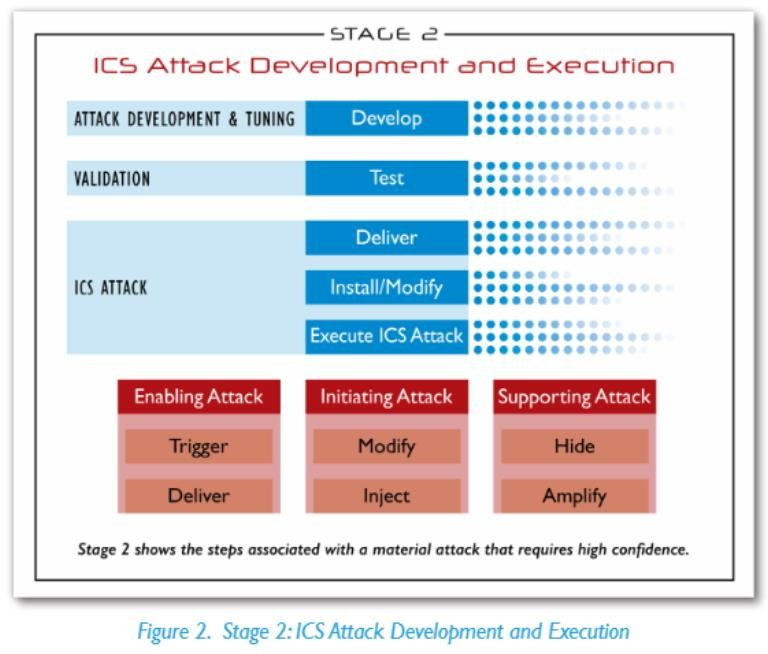 STAGE 2
ICS Attack Development and Execution
ATTACK DEVELOPMENT & TUNING Develop
VALIDATION Test
Deliver
ICS ATTACK Install/Modify
Execute ICS Attack
Enabling Attack Initiating Attack Supporting Attack
Trigger Modify Hide
Deliver Inject Amplify
Stage 2 shows the steps associated with a material attack that requires high confidence.
Figure 2. Stage 2: ICS Attack Development and Execution